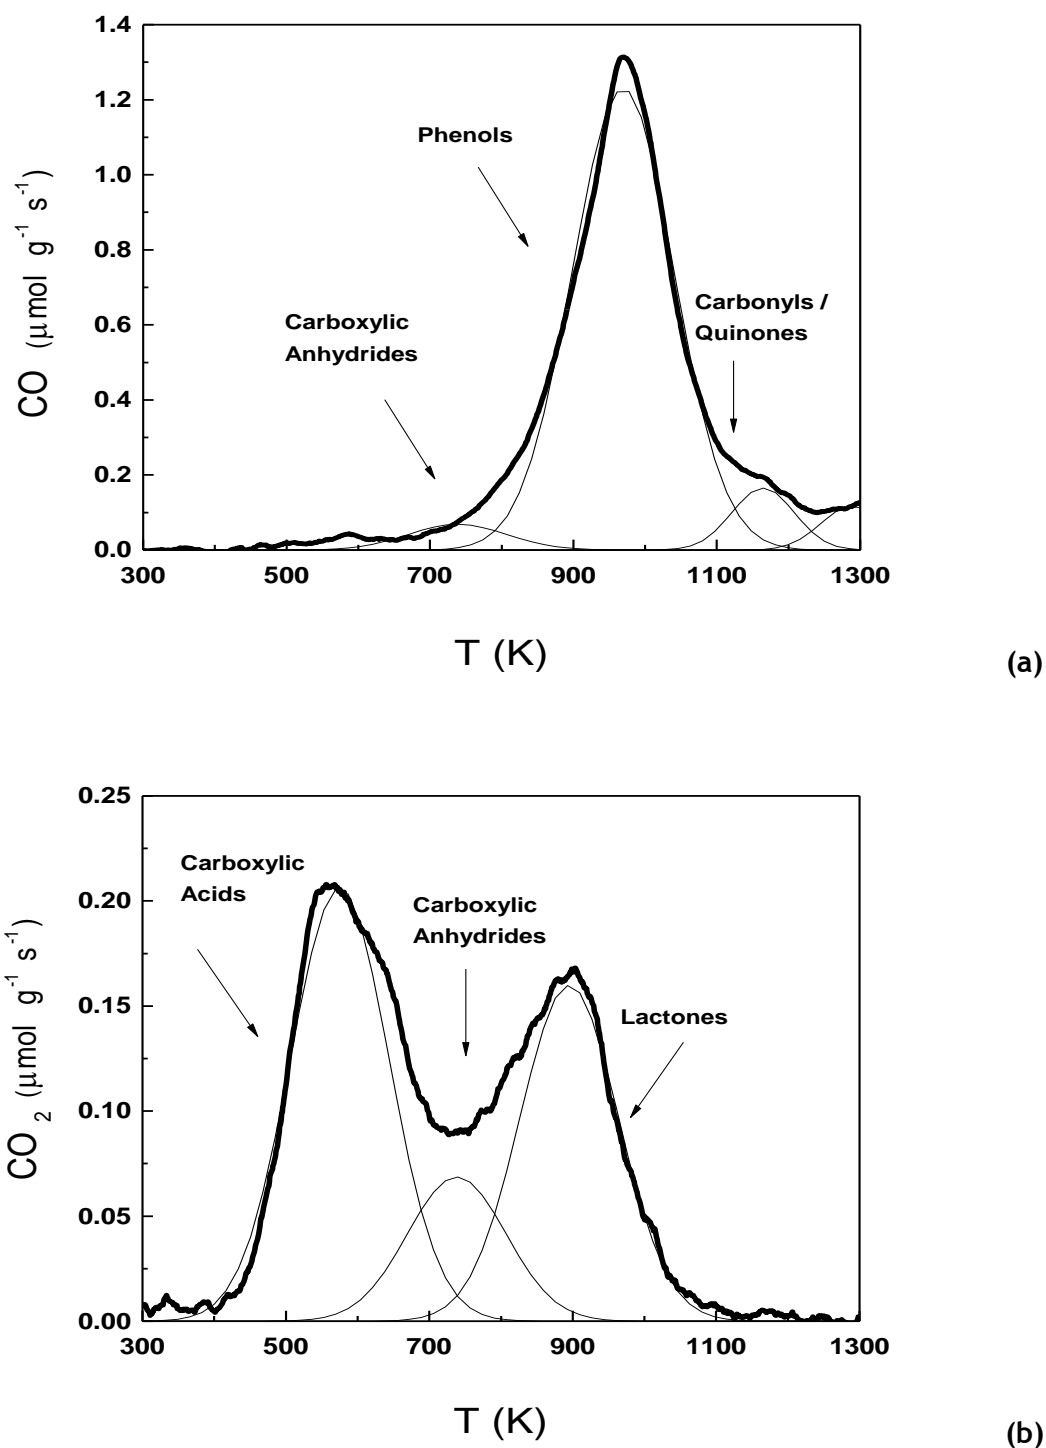 1.4
1.2
1.0
0.8
0.6
0.4
0.2
0.0
CO (μmol g⁻¹ s⁻¹)
Phenols
Carboxylic
Anhydrides
Carbonyls /
Quinones
300 500 700 900 1100 1300
T (K)
(a)
0.25
0.20
0.15
0.10
0.05
0.00
CO₂ (μmol g⁻¹ s⁻¹)
Carboxylic
Acids
Carboxylic
Anhydrides
Lactones
300 500 700 900 1100 1300
T (K)
(b)